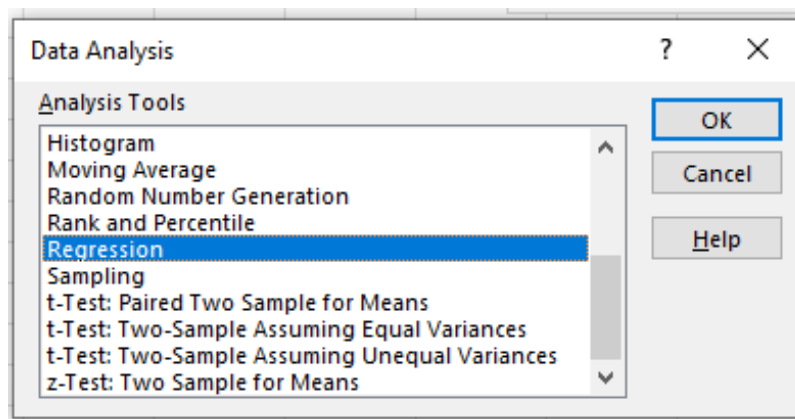 Data Analysis
?
Analysis Tools
OK
Histogram
Moving Average
Cancel
Random Number Generation
Rank and Percentile
Regression
Help
Sampling
t-Test: Paired Two Sample for Means
t-Test: Two-Sample Assuming Equal Variances
t-Test: Two-Sample Assuming Unequal Variances
z-Test: Two Sample for Means